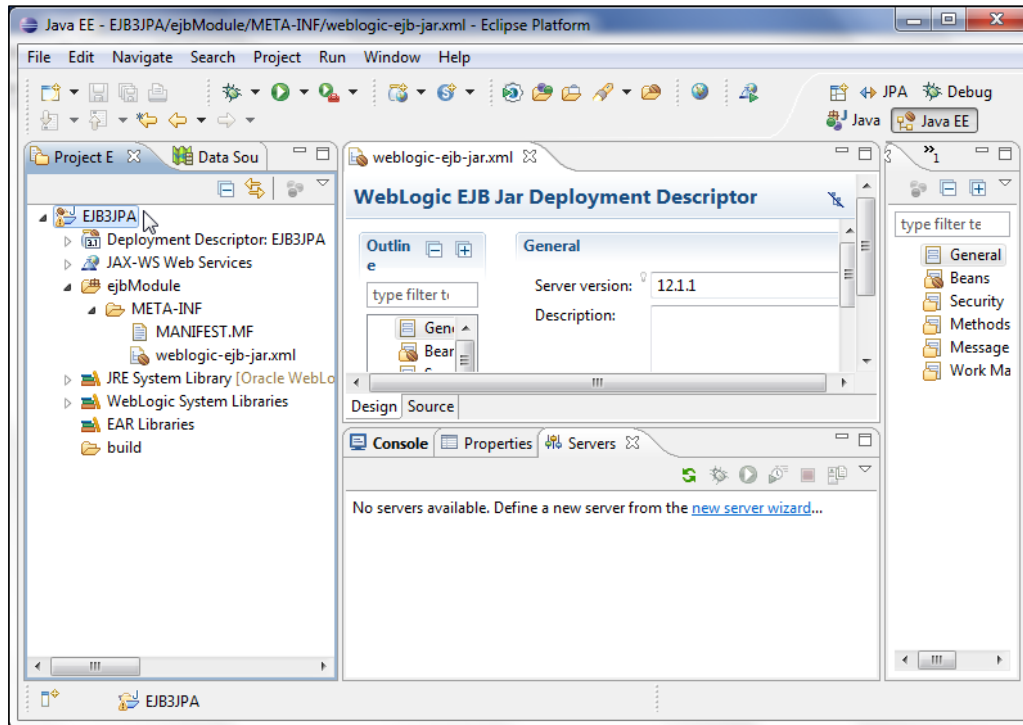 Java EE - EJB3JPA/ejbModule/META-INF/weblogic-ejb-jar.xml - Eclipse Platform
File Edit Navigate Search Project Run Window Help
JPA Debug
Java Java EE
Project E Data Sou
EJB3JPA
3.1 Deployment Descriptor: EJB3JPA
JAX-WS Web Services
ejbModule
META-INF
MANIFEST.MF
weblogic-ejb-jar.xml
JRE System Library [Oracle WebLo
WebLogic System Libraries
EAR Libraries
build
weblogic-ejb-jar.xml
WebLogic EJB Jar Deployment Descriptor
Outlin
e
type filter t
Gen
Bear
General
Server version: 12.1.1
Description:
Design Source
Console Properties Servers
No servers available. Define a new server from the new server wizard...
1
type filter te
General
Beans
Security
Methods
Message
Work Ma
EJB3JPA